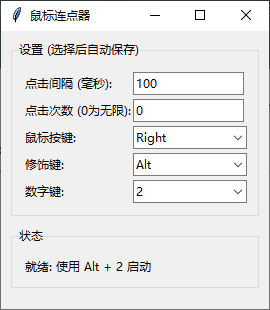 鼠标连点器
设置 (选择后自动保存)
点击间隔 (毫秒): 100
点击次数 (0为无限): 0
鼠标按键: Right
修饰键: Alt
数字键: 2
状态
就绪: 使用 Alt + 2 启动